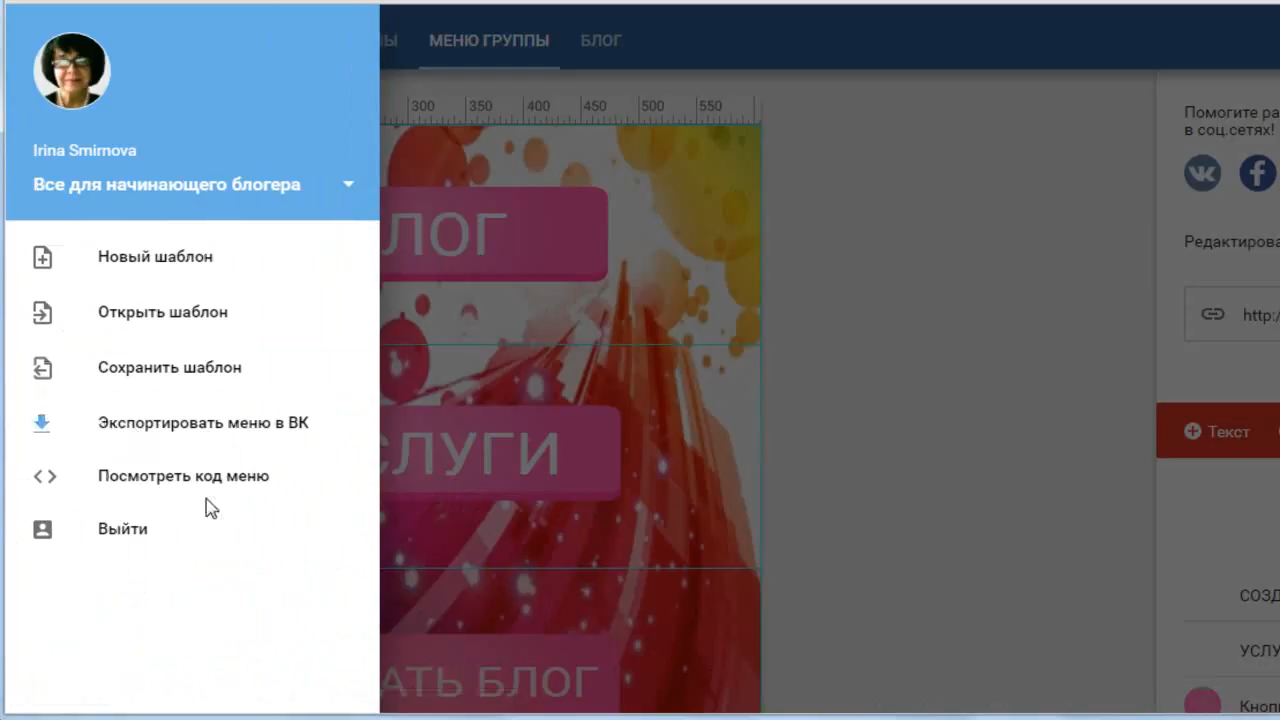 МЕНЮ ГРУППЫ БЛОГ
Irina Smirnova
Все для начинающего блогера
Новый шаблон
Открыть шаблон
Сохранить шаблон
Экспортировать меню в ВК
Посмотреть код меню
Выйти
300 350 400 450 500 550
ЛОГ
СЛУГИ
АТЬ БЛОГ
Помогите ра
в соц.сетях!
Редактирова
http:/
Текст
СОЗД
УСЛУ
Кноп